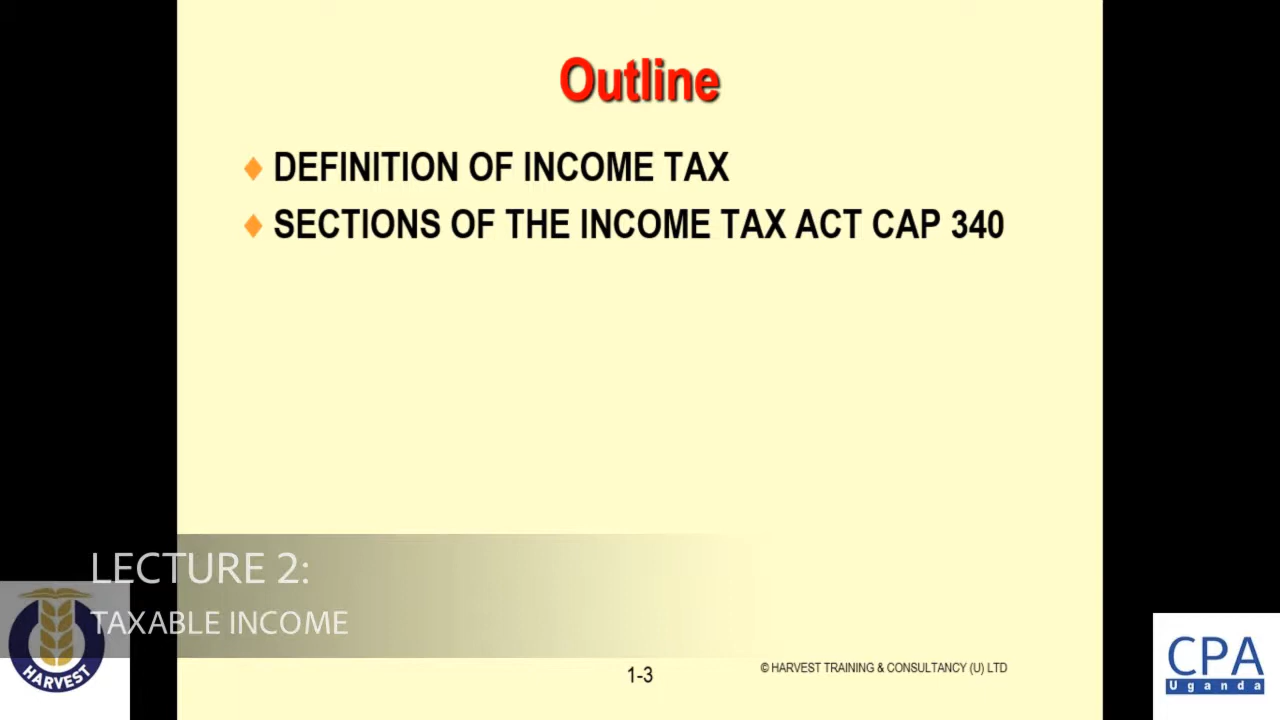 Outline
DEFINITION OF INCOME TAX
SECTIONS OF THE INCOME TAX ACT CAP 340
LECTURE 2:
TAXABLE INCOME
HARVEST
1-3
© HARVEST TRAINING & CONSULTANCY (U) LTD
CPA
Uganda